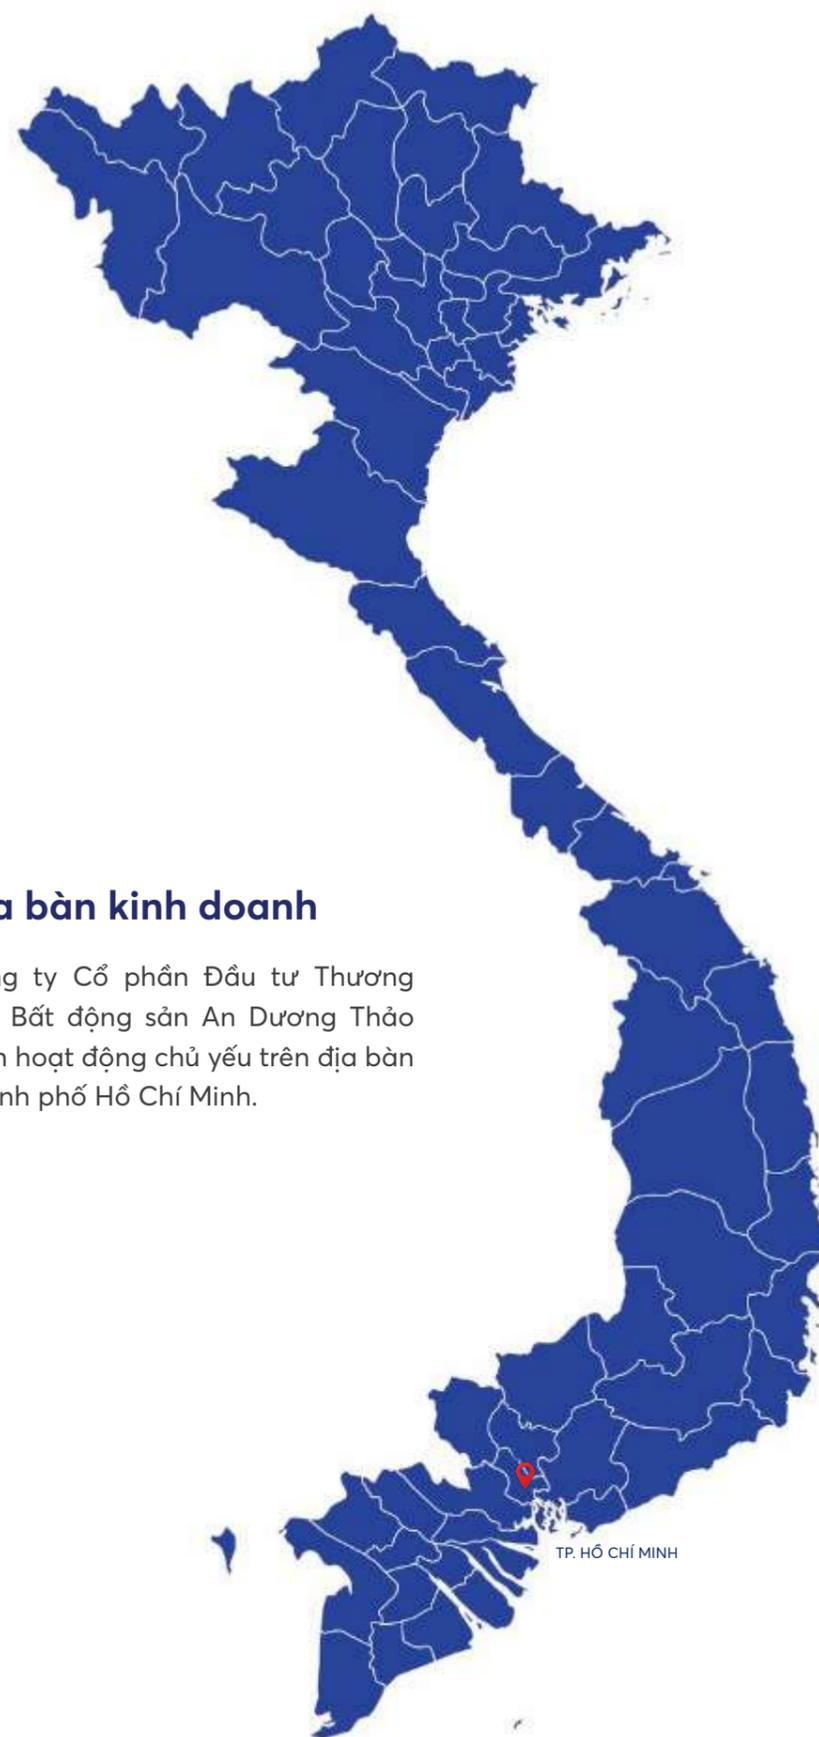 a bàn kinh doanh
g ty Cổ phần Đầu tư Thương
Bất động sản An Dương Thảo
hoạt động chủ yếu trên địa bàn
nh phố Hồ Chí Minh.
TP. HỒ CHÍ MINH